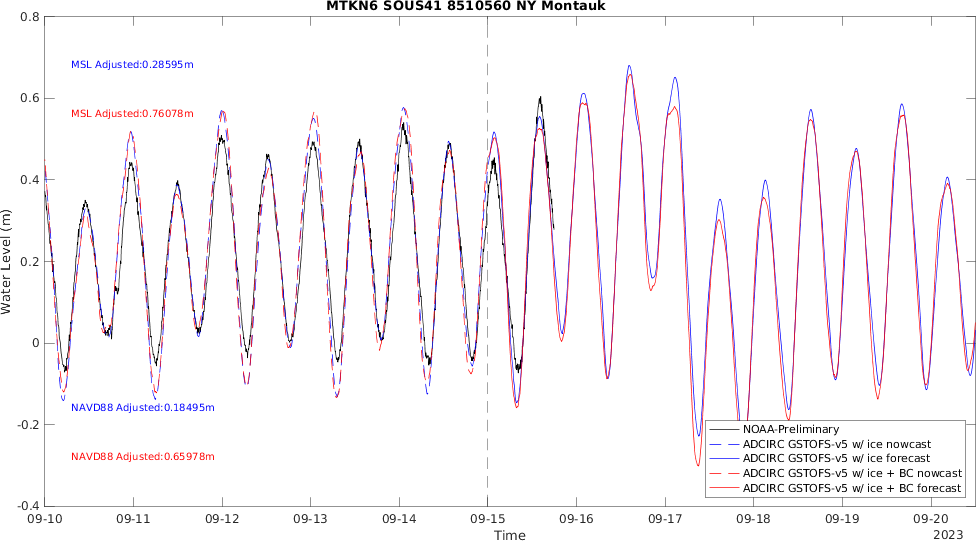 MTKN6 SOUS41 8510560 NY Montauk
0.8
0.6
0.4
0.2
0
-0.2
-0.4
Water Level (m)
MSL Adjusted:0.28595m
MSL Adjusted:0.76078m
NAVD88 Adjusted:0.18495m
NAVD88 Adjusted:0.65978m
NOAA-Preliminary
ADCIRC GSTOFS-v5 w/ ice nowcast
ADCIRC GSTOFS-v5 w/ ice forecast
ADCIRC GSTOFS-v5 w/ ice + BC nowcast
ADCIRC GSTOFS-v5 w/ ice + BC forecast
09-10 09-11 09-12 09-13 09-14 09-15 09-16 09-17 09-18 09-19 09-20
Time
2023